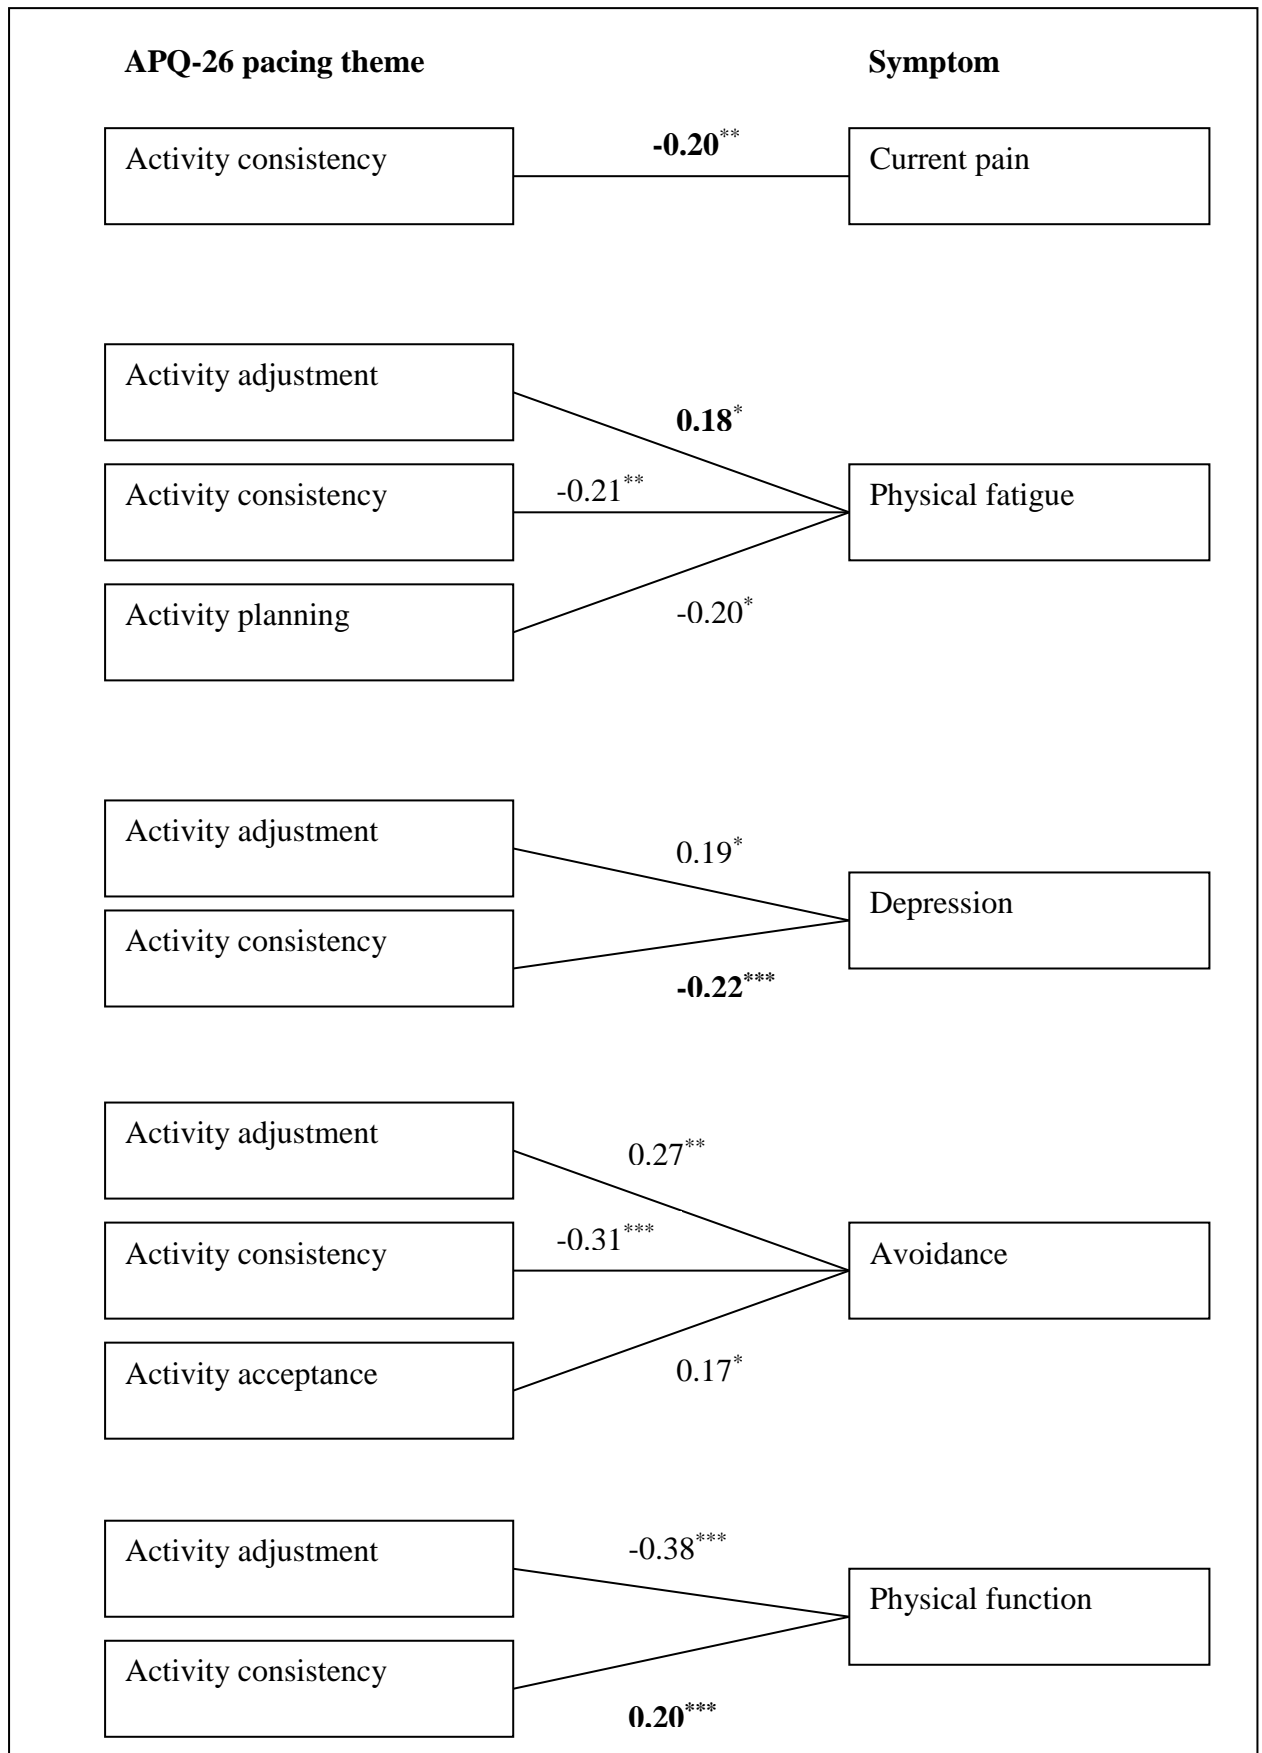 APQ-26 pacing theme Symptom
Activity consistency -0.20** Current pain
Activity adjustment
0.18*
Activity consistency -0.21** Physical fatigue
Activity planning -0.20*
Activity adjustment
0.19*
Depression
Activity consistency
-0.22***
Activity adjustment
0.27**
Activity consistency -0.31*** Avoidance
Activity acceptance 0.17*
Activity adjustment -0.38***
Physical function
Activity consistency
0.20***